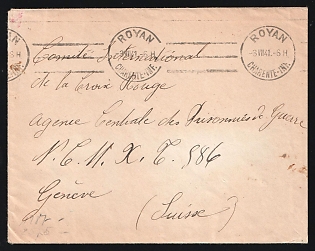 ROYAN
CHARENTE-INF.
ROYAN
CHARENTE-INF.
Comité International
de la Croix Rouge
Agence Centrale des Prisonniers de Guerre
Genève
(Suisse)